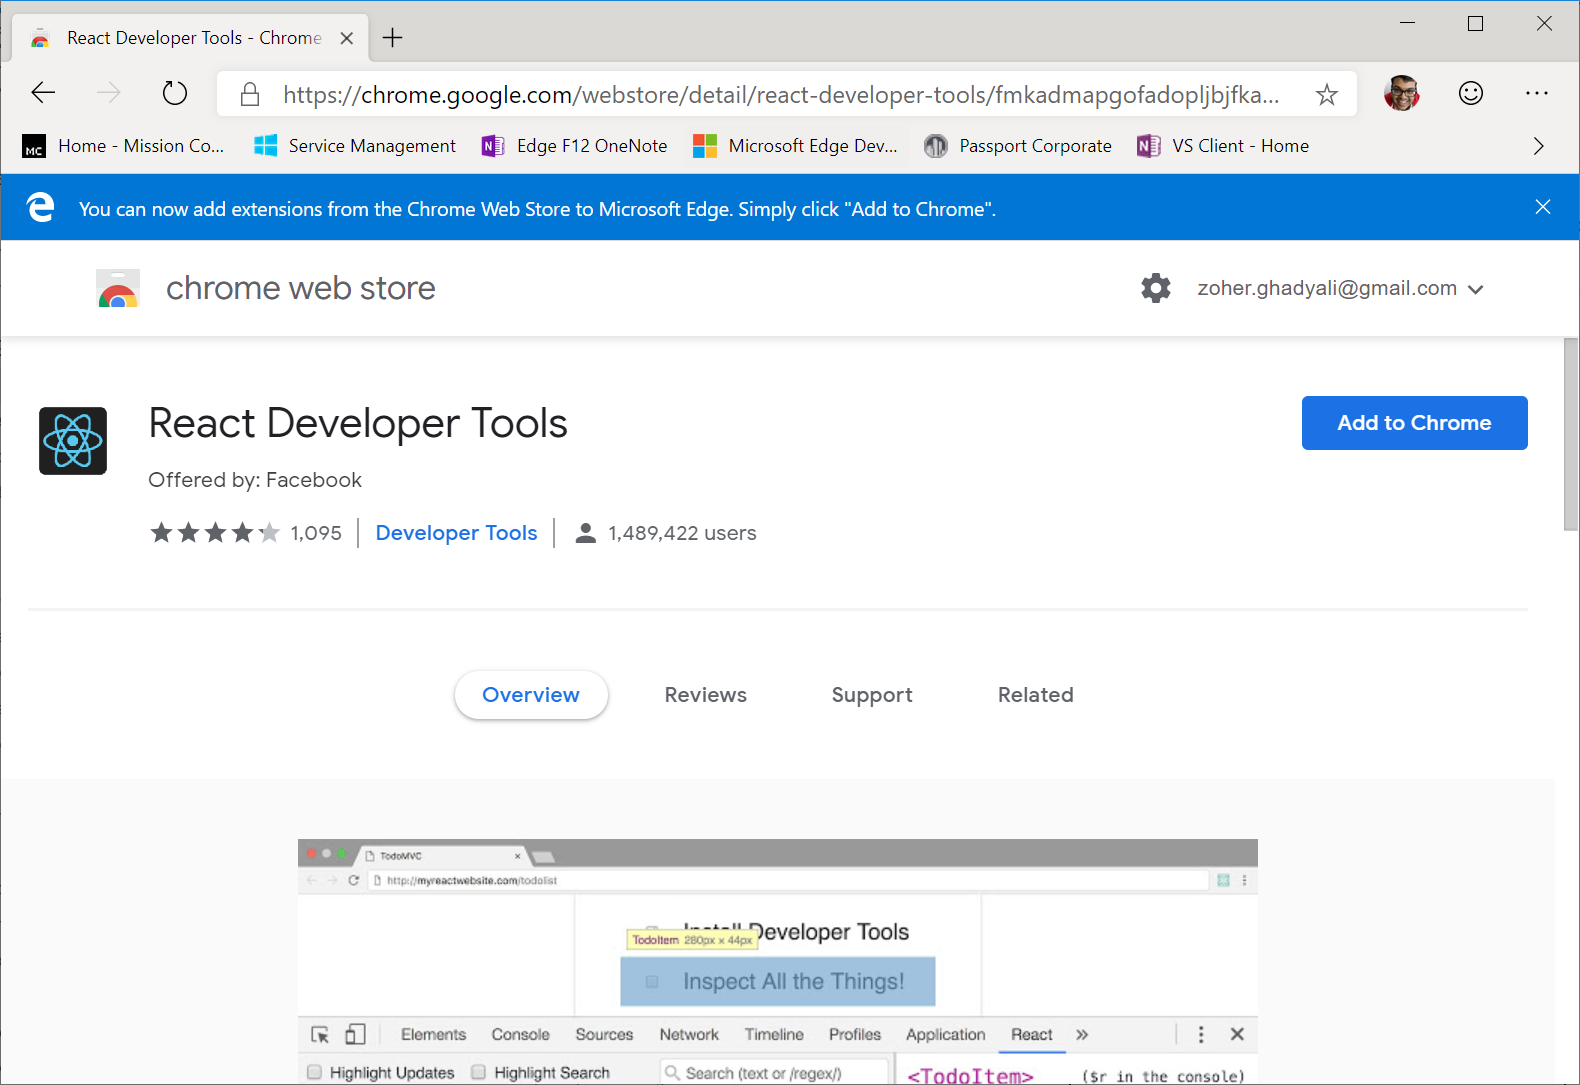 React Developer Tools - Chrome
https://chrome.google.com/webstore/detail/react-developer-tools/fmkadmapgofadopljbjfka...
MC Home - Mission Co... Service Management N Edge F12 OneNote Microsoft Edge Dev... Passport Corporate N VS Client - Home
You can now add extensions from the Chrome Web Store to Microsoft Edge. Simply click "Add to Chrome".
chrome web store zoher.ghadyali@gmail.com
React Developer Tools Add to Chrome
Offered by: Facebook
1,095 Developer Tools 1,489,422 users
Overview Reviews Support Related
TodoMVC
http://myreactwebsite.com/todolist
Install Developer Tools
TodoItem 280px × 44px
Inspect All the Things!
Elements Console Sources Network Timeline Profiles Application React »
Highlight Updates Highlight Search Search (text or /regex/) <TodoItem> ($r in the console)